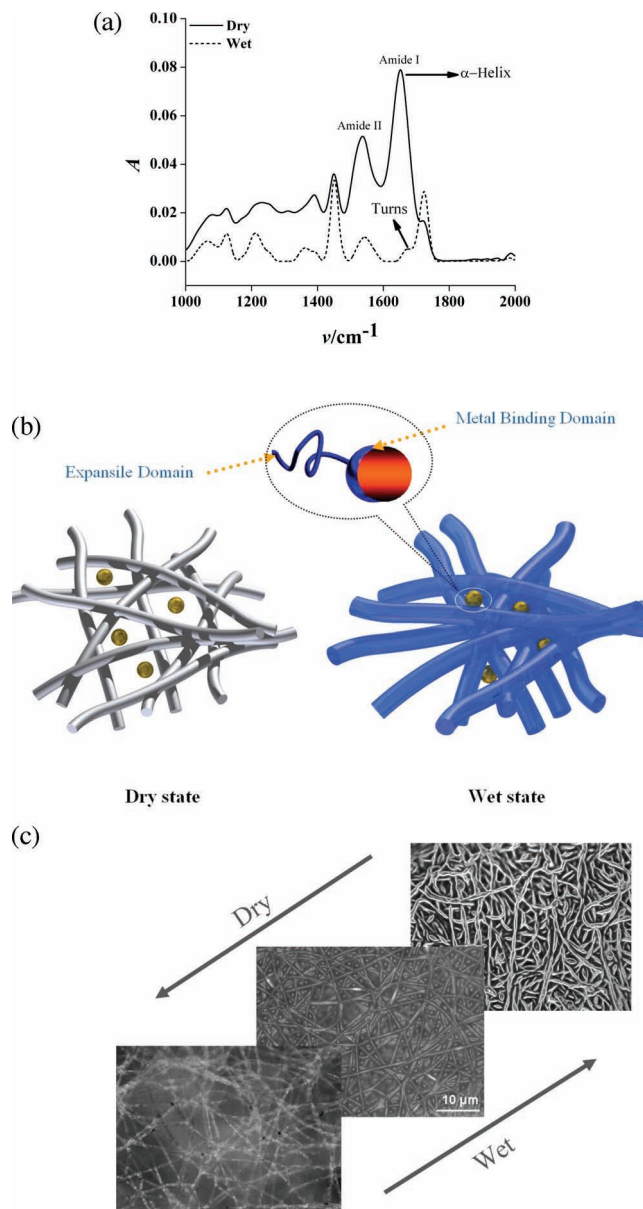 (a)
Dry
Wet
0.10
0.08
0.06
0.04
0.02
0.00
A
Amide I
α–Helix
Amide II
Turns
1000 1200 1400 1600 1800 2000
ν/cm-1
(b)
Metal Binding Domain
Expansile Domain
Dry state Wet state
(c)
Dry
10 µm
Wet